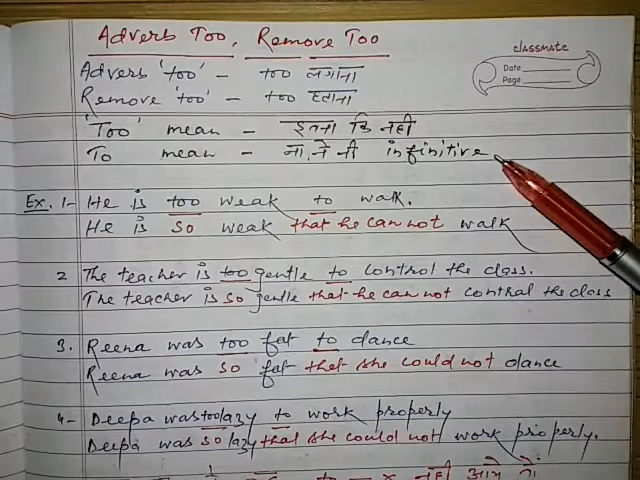 Adverb Too, Remove Too
classmate
Date
Page
Adverb 'too' - too लगाना
Remove 'too' - too हटाना
'Too' mean - इतना कि नहीं
To mean - ना, ने नी infinitive
Ex. 1- He is too weak to walk.
He is so weak that he can not walk
2 The teacher is too gentle to control the class.
The teacher is so gentle that he can not control the class
3. Reena was too fat to dance
Reena was so fat that she could not dance
4- Deepa was too lazy to work properly
Deepa was so lazy that she could not work properly.